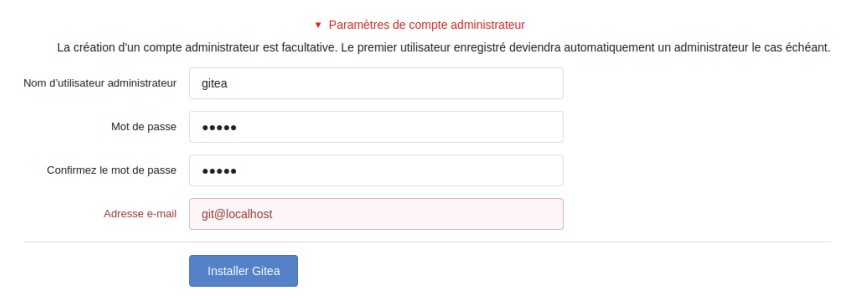 ▼ Paramètres de compte administrateur
La création d'un compte administrateur est facultative. Le premier utilisateur enregistré deviendra automatiquement un administrateur le cas échéant.
Nom d'utilisateur administrateur gitea
Mot de passe •••••
Confirmez le mot de passe •••••
Adresse e-mail git@localhost
Installer Gitea